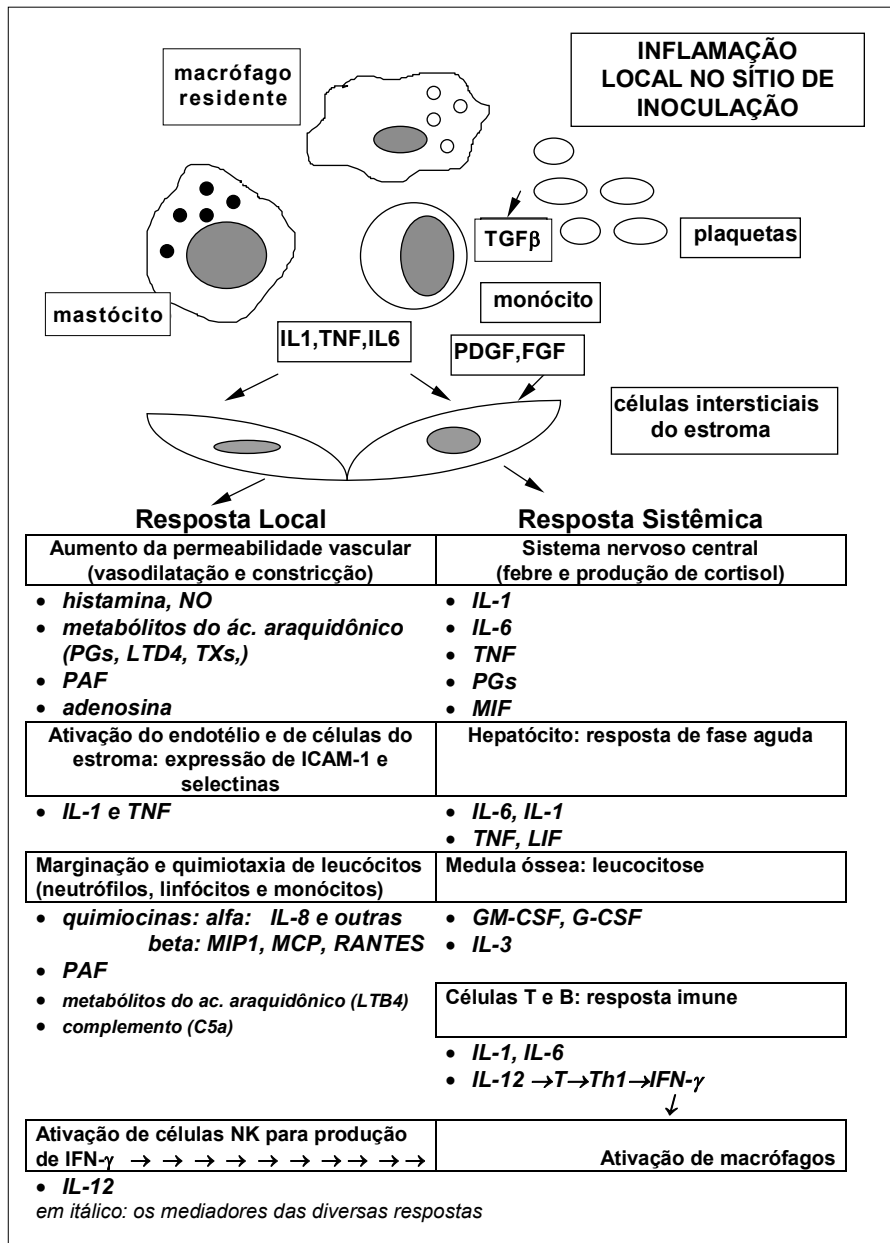 INFLAMAÇÃO
LOCAL NO SÍTIO DE
INOCULAÇÃO
macrófago
residente
TGFβ
plaquetas
mastócito
monócito
IL1,TNF,IL6
PDGF,FGF
células intersticiais
do estroma
Resposta Local
Aumento da permeabilidade vascular
(vasodilatação e constricção)
• histamina, NO
• metabólitos do ác. araquidônico
(PGs, LTD4, TXs,)
• PAF
• adenosina
Ativação do endotélio e de células do
estroma: expressão de ICAM-1 e
selectinas
• IL-1 e TNF
Marginação e quimiotaxia de leucócitos
(neutrófilos, linfócitos e monócitos)
• quimiocinas: alfa: IL-8 e outras
beta: MIP1, MCP, RANTES
• PAF
• metabólitos do ac. araquidônico (LTB4)
• complemento (C5a)
Resposta Sistêmica
Sistema nervoso central
(febre e produção de cortisol)
• IL-1
• IL-6
• TNF
• PGs
• MIF
Hepatócito: resposta de fase aguda
• IL-6, IL-1
• TNF, LIF
Medula óssea: leucocitose
• GM-CSF, G-CSF
• IL-3
Células T e B: resposta imune
• IL-1, IL-6
• IL-12 →T→Th1→IFN-γ
↓
Ativação de células NK para produção
de IFN-γ → → → → → → → → → →
Ativação de macrófagos
• IL-12
em itálico: os mediadores das diversas respostas